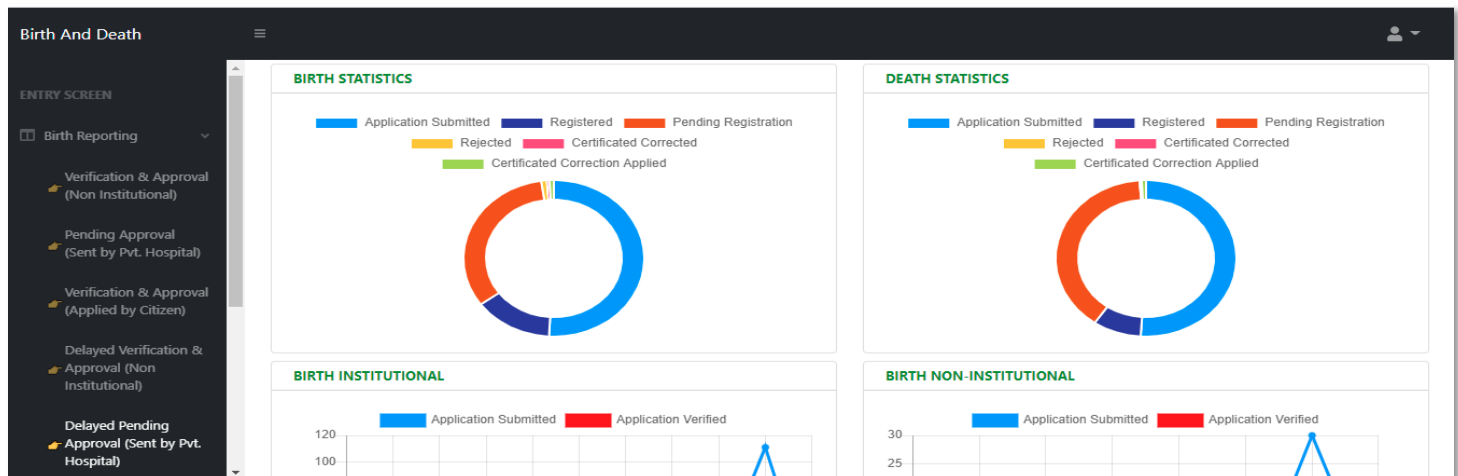 Birth And Death
ENTRY SCREEN
Birth Reporting
Verification & Approval
(Non Institutional)
Pending Approval
(Sent by Pvt. Hospital)
Verification & Approval
(Applied by Citizen)
Delayed Verification &
Approval (Non
Institutional)
Delayed Pending
Approval (Sent by Pvt.
Hospital)
BIRTH STATISTICS
Application Submitted Registered Pending Registration
Rejected Certificated Corrected
Certificated Correction Applied
DEATH STATISTICS
Application Submitted Registered Pending Registration
Rejected Certificated Corrected
Certificated Correction Applied
BIRTH INSTITUTIONAL
Application Submitted Application Verified
120
100
BIRTH NON-INSTITUTIONAL
Application Submitted Application Verified
30
25